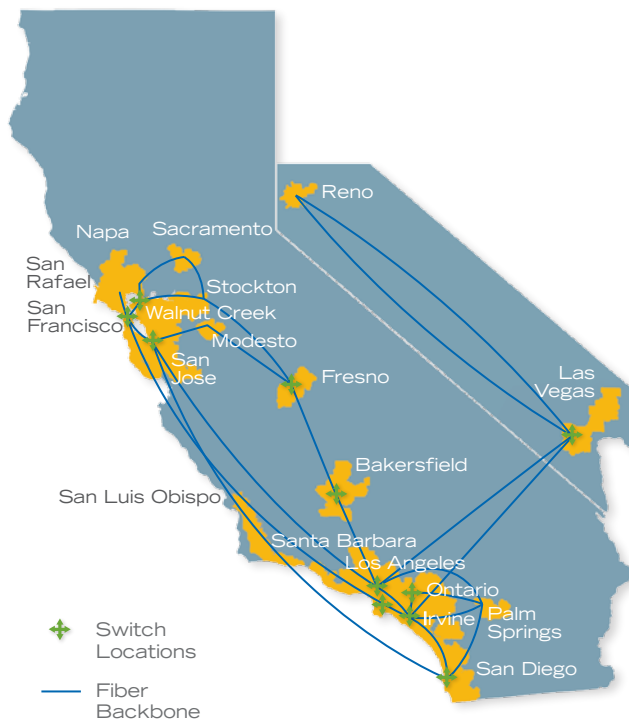 Reno
Napa
Sacramento
San
Rafael
Stockton
San
Francisco
Walnut Creek
Modesto
San
Jose
Fresno
Las
Vegas
Bakersfield
San Luis Obispo
Santa Barbara
Los Angeles
Ontario
Irvine
Palm
Springs
San Diego
Switch
Locations
Fiber
Backbone